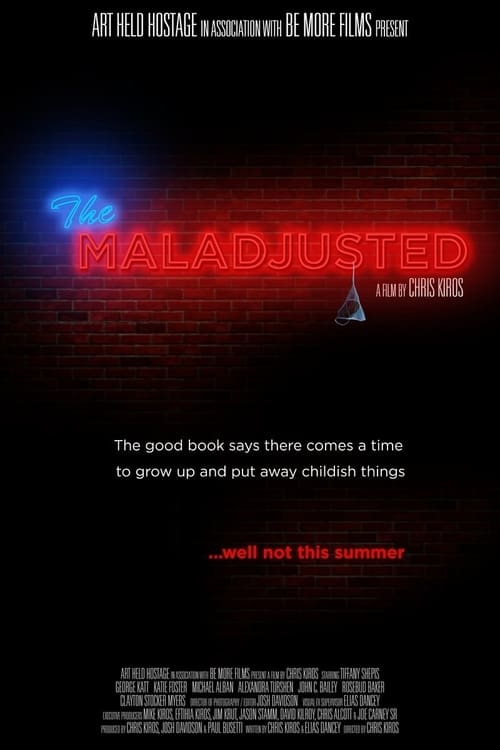 ART HELD HOSTAGE IN ASSOCIATION WITH BE MORE FILMS PRESENT
The
MALADJUSTED
A FILM BY CHRIS KIROS
The good book says there comes a time
to grow up and put away childish things
...well not this summer
ART HELD HOSTAGE IN ASSOCIATION WITH BE MORE FILMS PRESENT A FILM BY CHRIS KIROS STARRING TIFFANY SHEPIS
GEORGE KATT KATIE FOSTER MICHAEL ALBAN ALEXANDRA TURSHEN JOHN C. BAILEY ROSEBUD BAKER
CLAYTON STOCKER MYERS DIRECTOR OF PHOTOGRAPHY / EDITOR JOSH DAVIDSON VISUAL FX SUPERVISOR ELIAS DANCEY
EXECUTIVE PRODUCERS MIKE KIROS, EFTIHIA KIROS, JIM KRUT, JASON STAMM, DAVID KILROY, CHRIS ALCOTT & JOE CARNEY SR
PRODUCED BY CHRIS KIROS, JOSH DAVIDSON & PAUL BUSETTI WRITTEN BY CHRIS KIROS & ELIAS DANCEY DIRECTED BY CHRIS KIROS